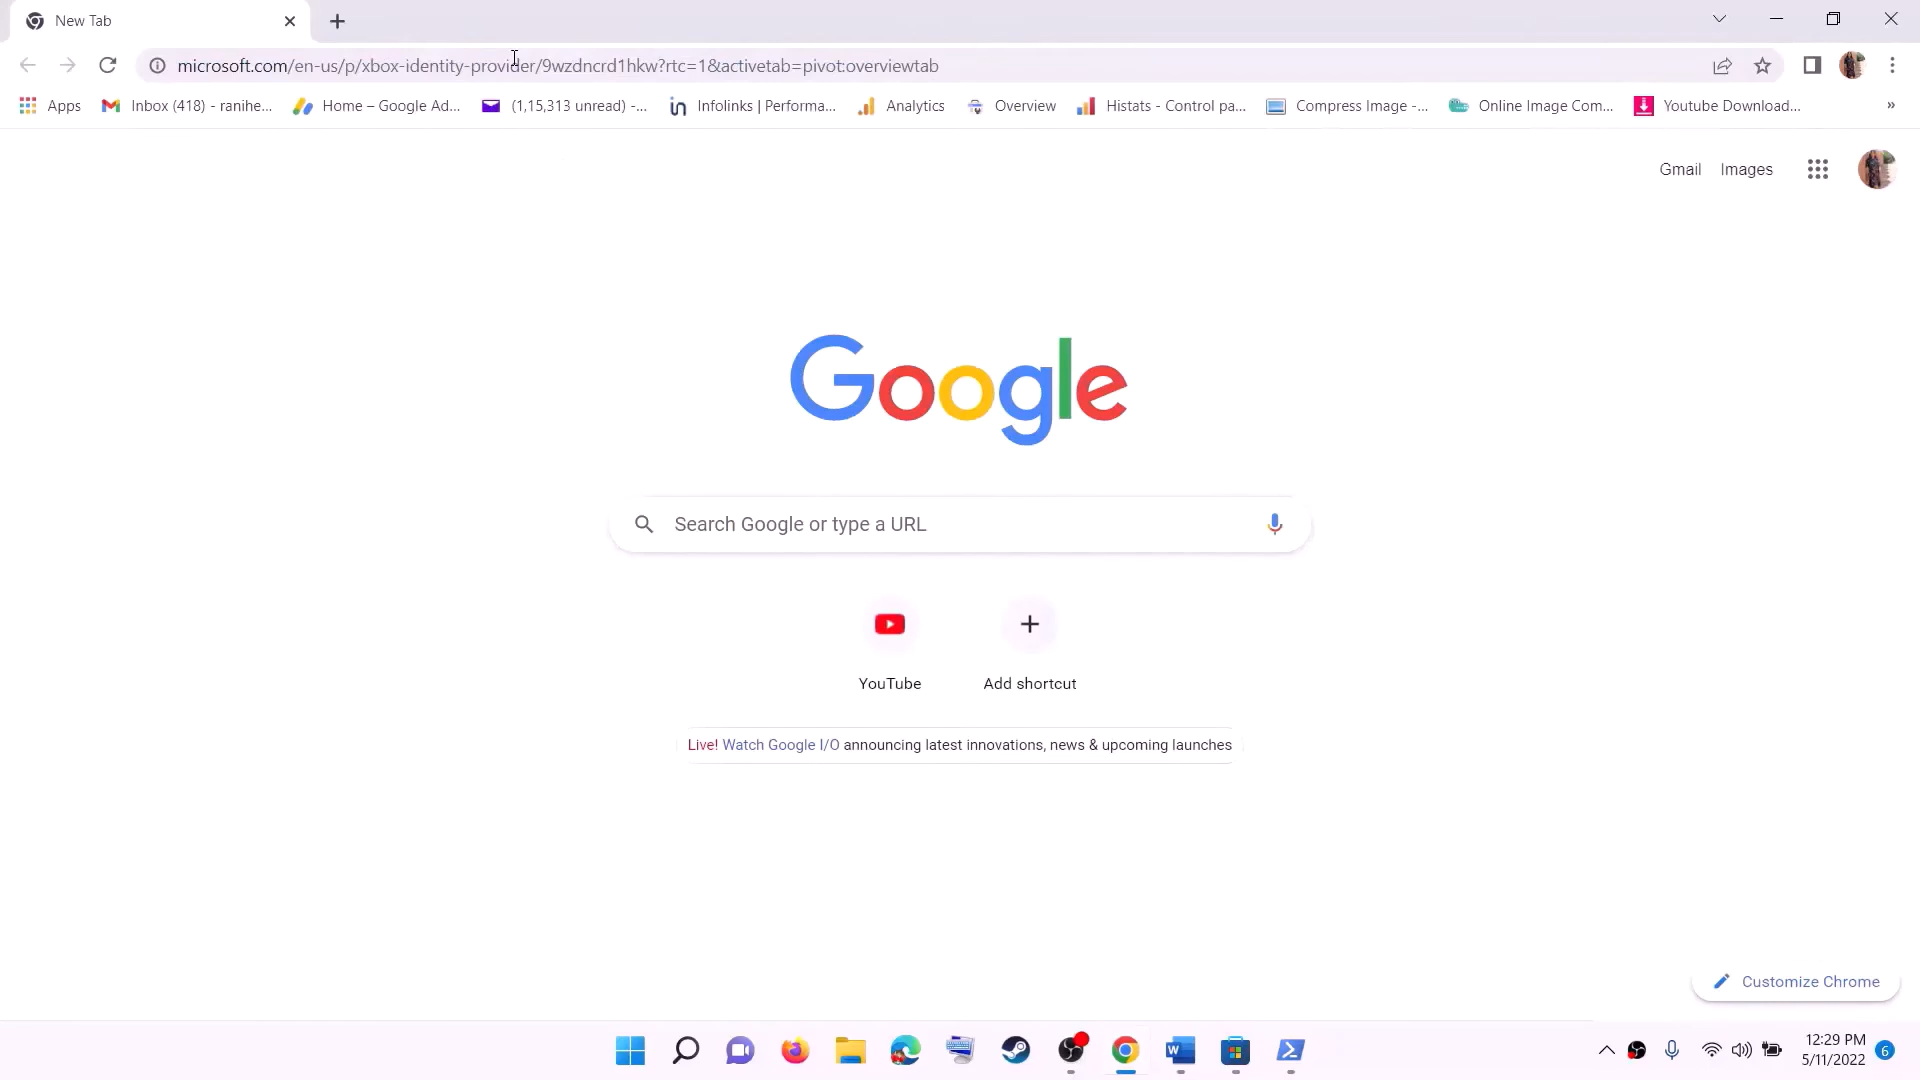 New Tab
microsoft.com/en-us/p/xbox-identity-provider/9wzdncrd1hkw?rtc=1&activetab=pivot:overviewtab
Apps Inbox (418) - ranihe... Home – Google Ad... (1,15,313 unread) -... Infolinks | Performa... Analytics Overview Histats - Control pa... Compress Image -... Online Image Com... Youtube Download... »
Gmail Images
Google
Search Google or type a URL
YouTube Add shortcut
Live! Watch Google I/O announcing latest innovations, news & upcoming launches
Customize Chrome
12:29 PM
5/11/2022 6